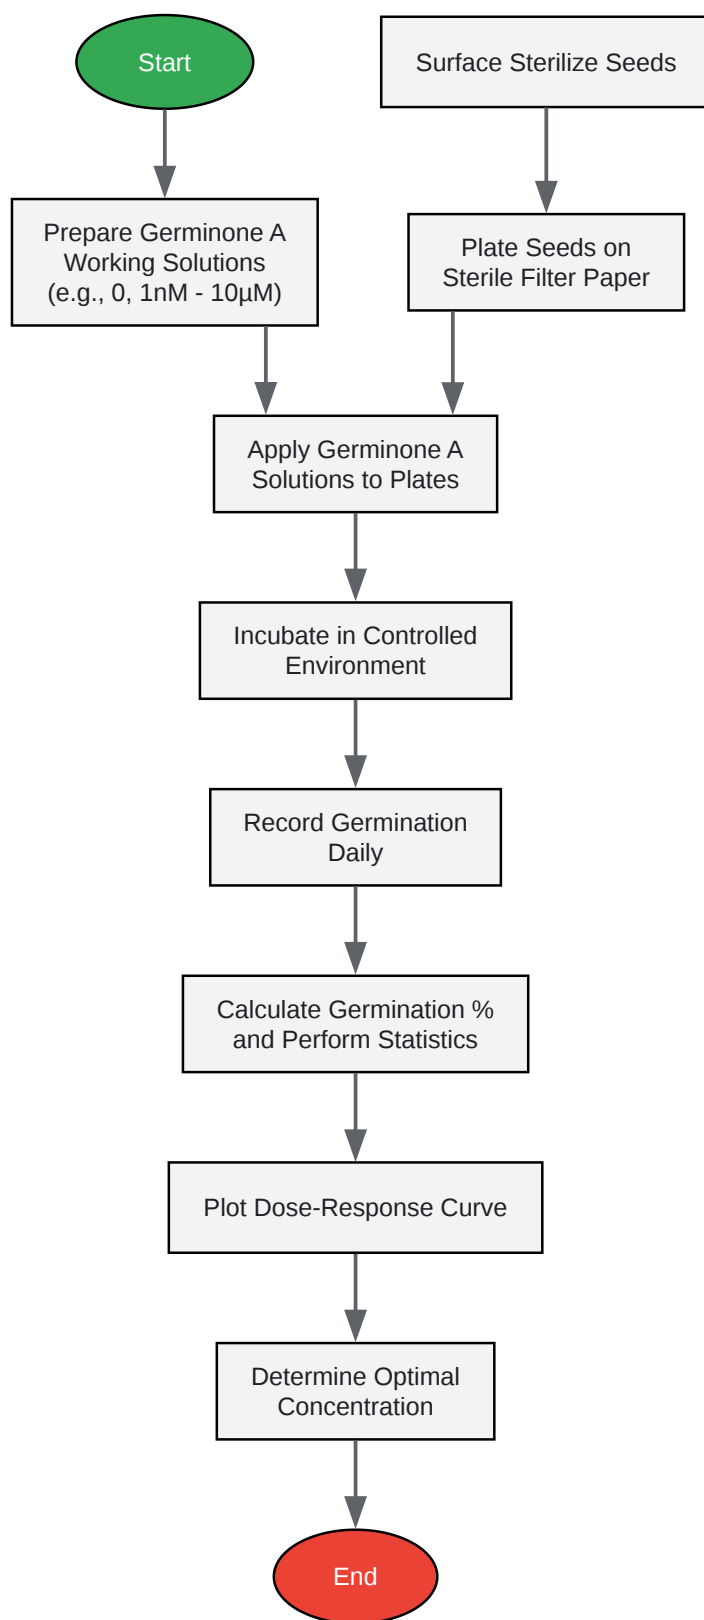 Start
Surface Sterilize Seeds
Prepare Germinone A
Working Solutions
(e.g., 0, 1nM - 10µM)
Plate Seeds on
Sterile Filter Paper
Apply Germinone A
Solutions to Plates
Incubate in Controlled
Environment
Record Germination
Daily
Calculate Germination %
and Perform Statistics
Plot Dose-Response Curve
Determine Optimal
Concentration
End